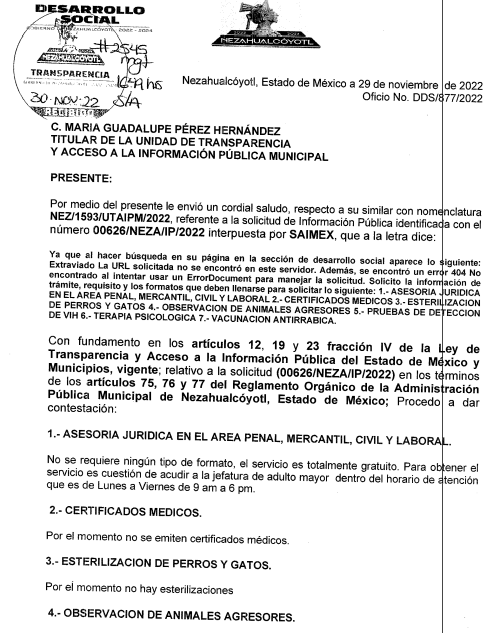 DESARROLLO
SOCIAL
2022 - 2024
NEZAHUALCÓYOTL
#2545
TRANSPARENCIA
30-NOV-22 S/A
RECIBIDO
Nezahualcóyotl, Estado de México a 29 de noviembre de 2022
Oficio No. DDS/877/2022
C. MARIA GUADALUPE PÉREZ HERNÁNDEZ
TITULAR DE LA UNIDAD DE TRANSPARENCIA
Y ACCESO A LA INFORMACIÓN PÚBLICA MUNICIPAL
PRESENTE:
Por medio del presente le envió un cordial saludo, respecto a su similar con nomenclatura
NEZ/1593/UTAIPM/2022, referente a la solicitud de Información Pública identificada con el
número 00626/NEZA/IP/2022 interpuesta por SAIMEX, que a la letra dice:
Ya que al hacer búsqueda en su página en la sección de desarrollo social aparece lo siguiente:
Extraviado La URL solicitada no se encontró en este servidor. Además, se encontró un error 404 No
encontrado al intentar usar un ErrorDocument para manejar la solicitud. Solicito la información de
trámite, requisito y los formatos que deben llenarse para solicitar lo siguiente: 1.- ASESORIA JURIDICA
EN EL AREA PENAL, MERCANTIL, CIVIL Y LABORAL 2.- CERTIFICADOS MEDICOS 3.- ESTERILIZACION
DE PERROS Y GATOS 4.- OBSERVACION DE ANIMALES AGRESORES 5.- PRUEBAS DE DETECCION
DE VIH 6.- TERAPIA PSICOLOGICA 7.- VACUNACION ANTIRRABICA.
Con fundamento en los artículos 12, 19 y 23 fracción IV de la Ley de
Transparencia y Acceso a la Información Pública del Estado de México y
Municipios, vigente; relativo a la solicitud (00626/NEZA/IP/2022) en los términos
de los artículos 75, 76 y 77 del Reglamento Orgánico de la Administración
Pública Municipal de Nezahualcóyotl, Estado de México; Procedo a dar
contestación:
1.- ASESORIA JURIDICA EN EL AREA PENAL, MERCANTIL, CIVIL Y LABORAL.
No se requiere ningún tipo de formato, el servicio es totalmente gratuito. Para obtener el
servicio es cuestión de acudir a la jefatura de adulto mayor dentro del horario de atención
que es de Lunes a Viernes de 9 am a 6 pm.
2.- CERTIFICADOS MEDICOS.
Por el momento no se emiten certificados médicos.
3.- ESTERILIZACION DE PERROS Y GATOS.
Por el momento no hay esterilizaciones
4.- OBSERVACION DE ANIMALES AGRESORES.